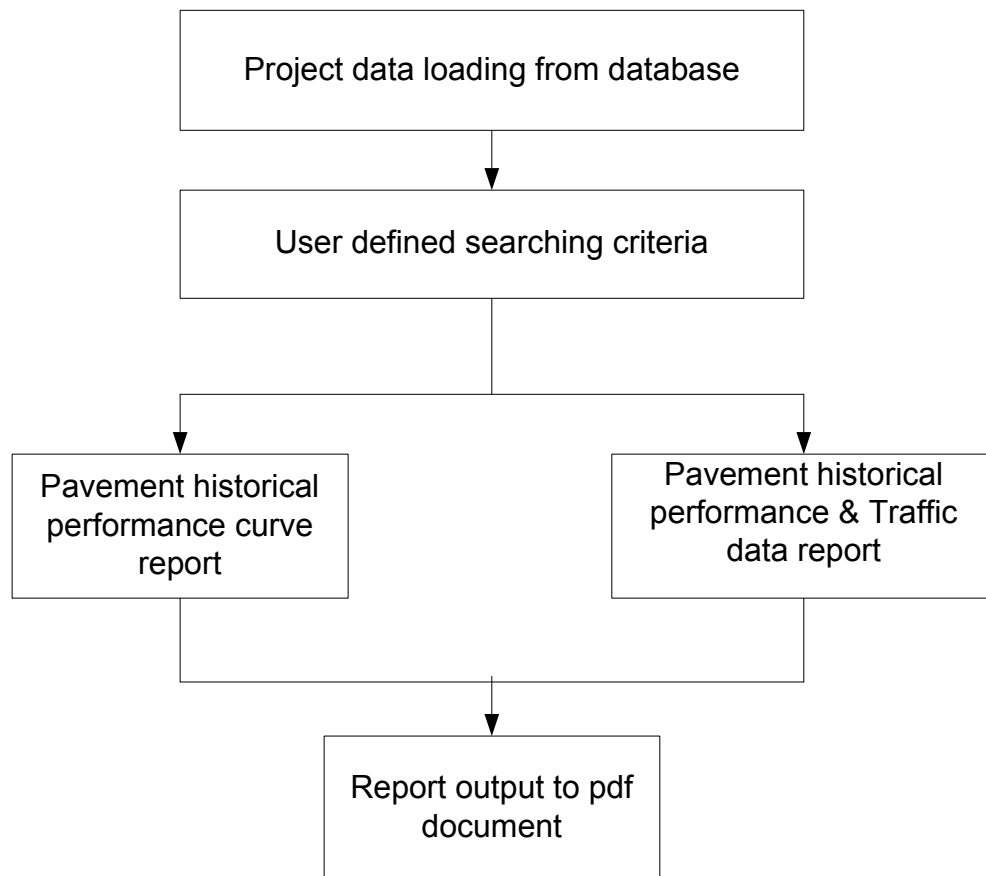 Project data loading from database
User defined searching criteria
Pavement historical
performance curve
report
Pavement historical
performance & Traffic
data report
Report output to pdf
document